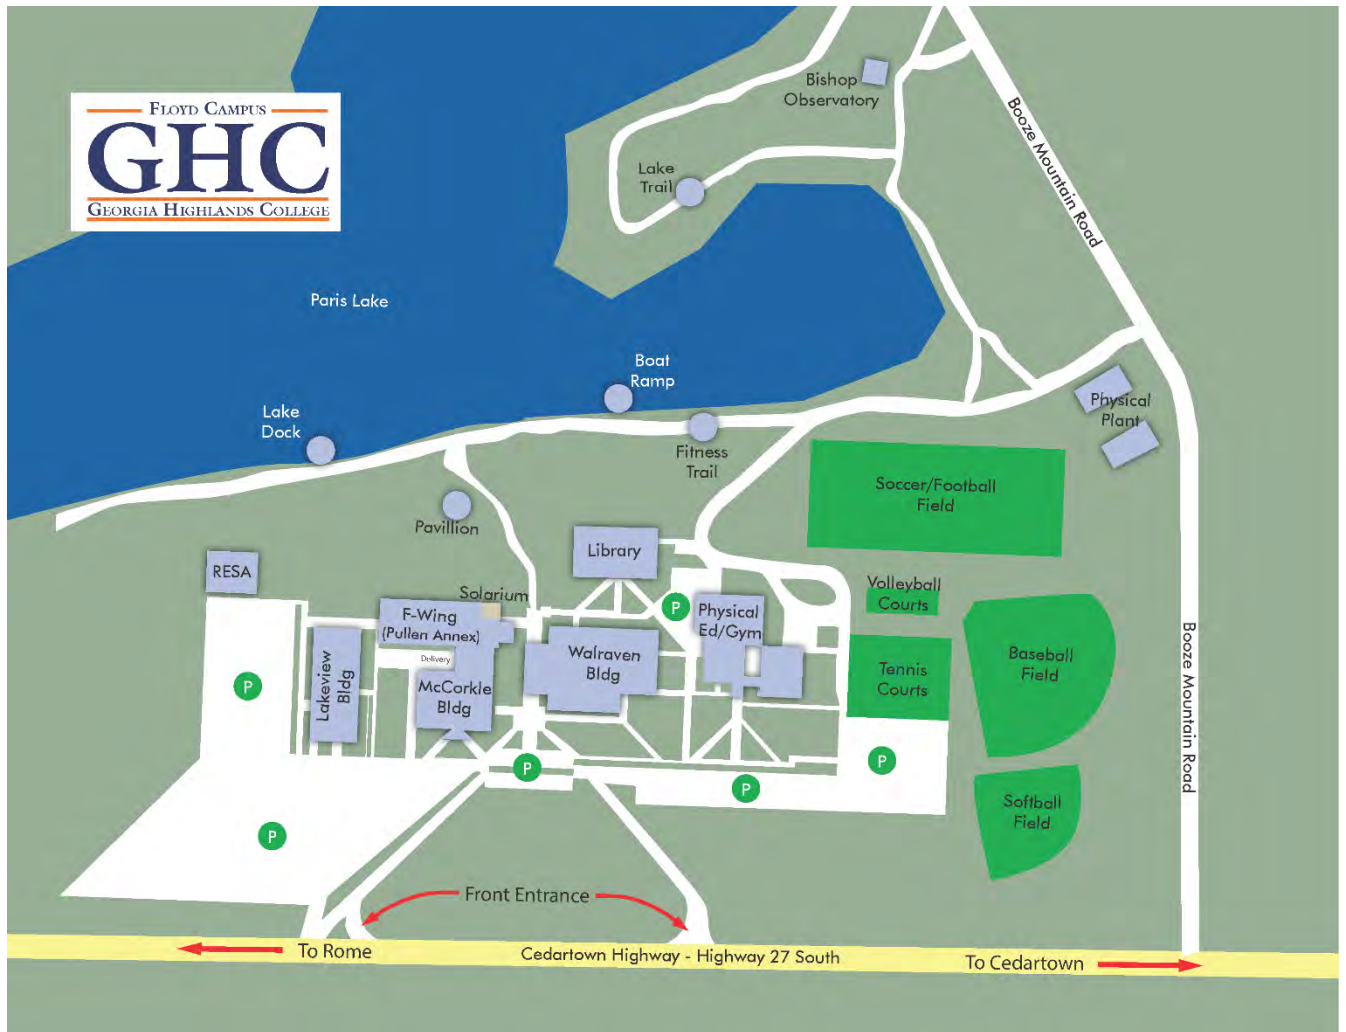 FLOYD CAMPUS
GHC
GEORGIA HIGHLANDS COLLEGE
Bishop
Observatory
Booze Mountain Road
Lake
Trail
Paris Lake
Boat
Ramp
Lake
Dock
Physical
Plant
Fitness
Trail
Soccer/Football
Field
Pavillion
Library
RESA
Solarium
Volleyball
Courts
P
F-Wing
(Pullen Annex)
Physical
Ed/Gym
Delivery
Walraven
Bldg
Baseball
Field
Lakeview
Bldg
McCorkle
Bldg
Tennis
Courts
Booze Mountain Road
P
P
P
P
Softball
Field
P
Front Entrance
To Rome
Cedartown Highway - Highway 27 South
To Cedartown